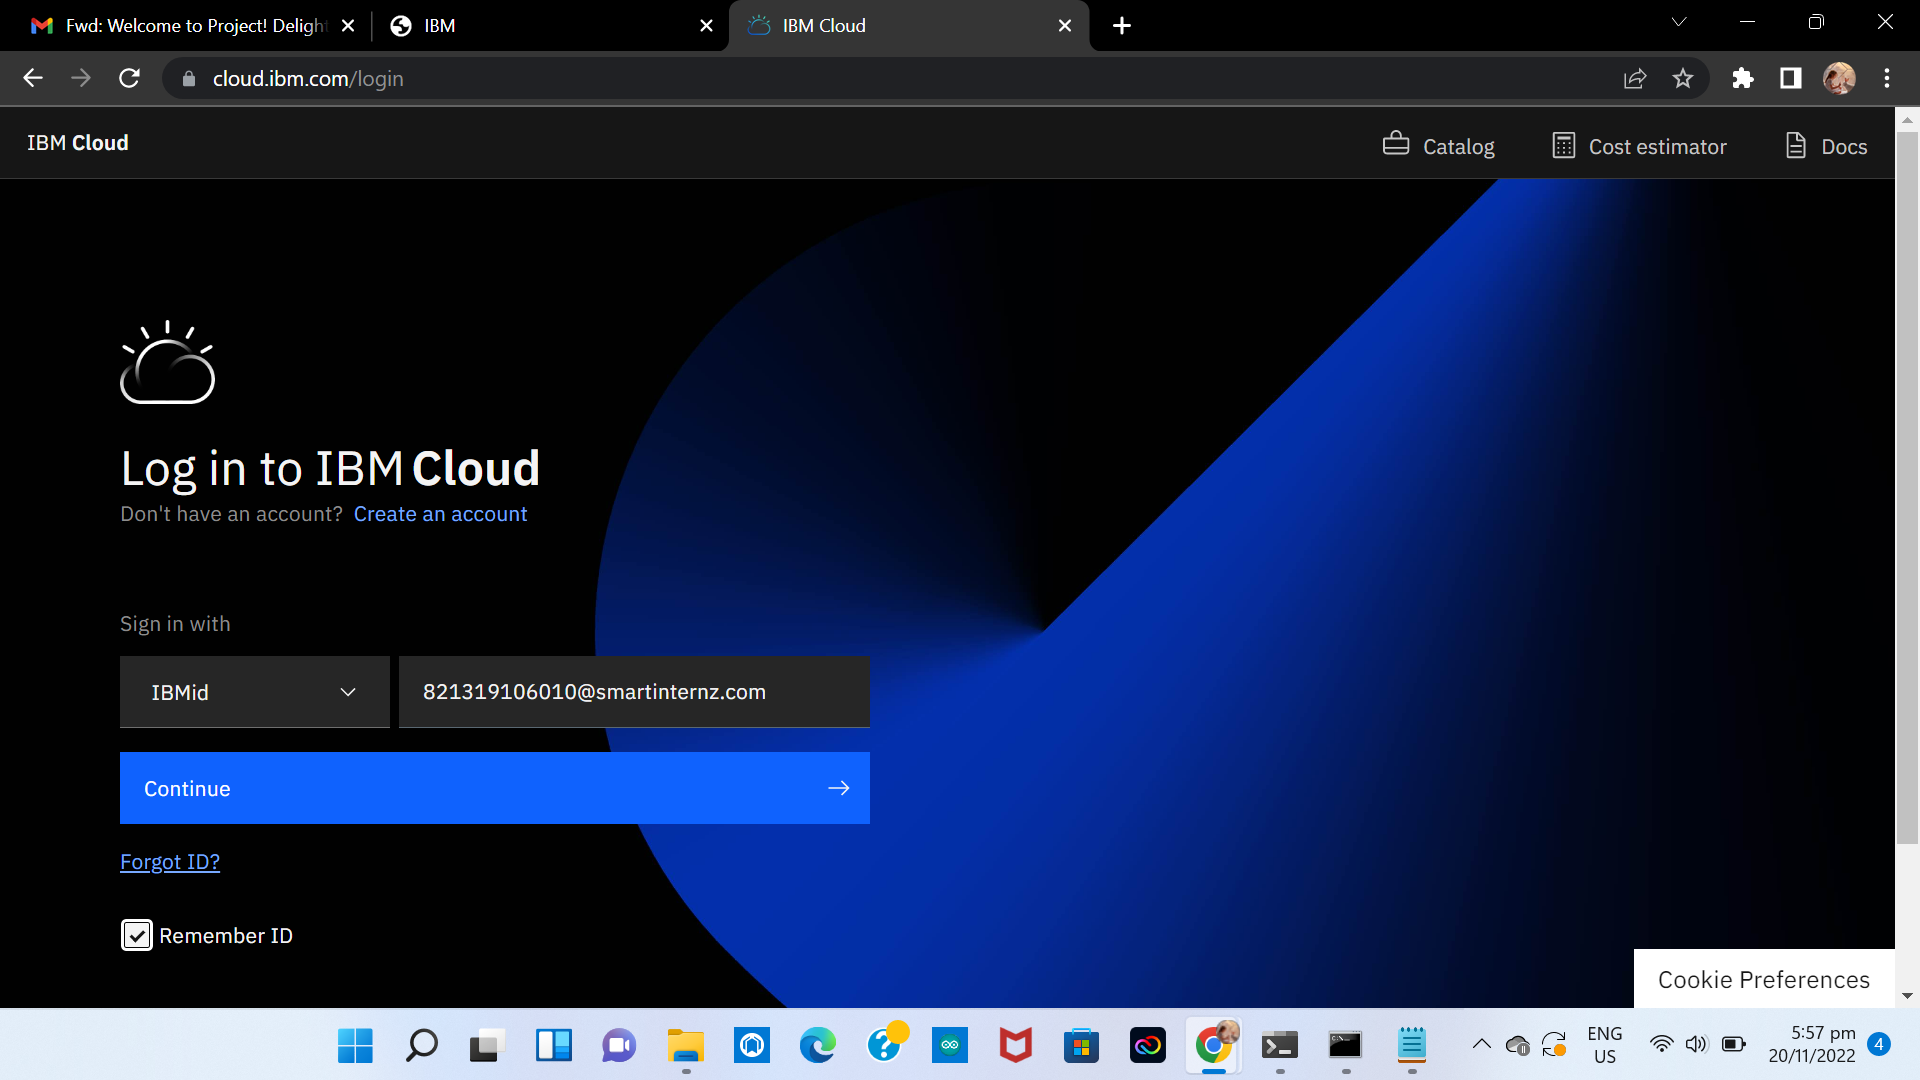 Fwd: Welcome to Project! Deligh
IBM
IBM Cloud
cloud.ibm.com/login
IBM Cloud
Catalog
Cost estimator
Docs
Log in to IBM Cloud
Don't have an account? Create an account
Sign in with
IBMid
821319106010@smartinternz.com
Continue
Forgot ID?
Remember ID
Cookie Preferences
ENG
US
5:57 pm
20/11/2022
4